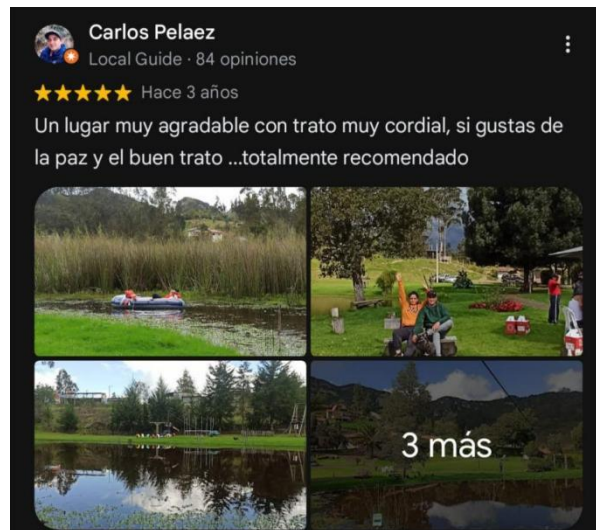 Carlos Pelaez
Local Guide · 84 opiniones
Hace 3 años
Un lugar muy agradable con trato muy cordial, si gustas de
la paz y el buen trato ...totalmente recomendado
3 más